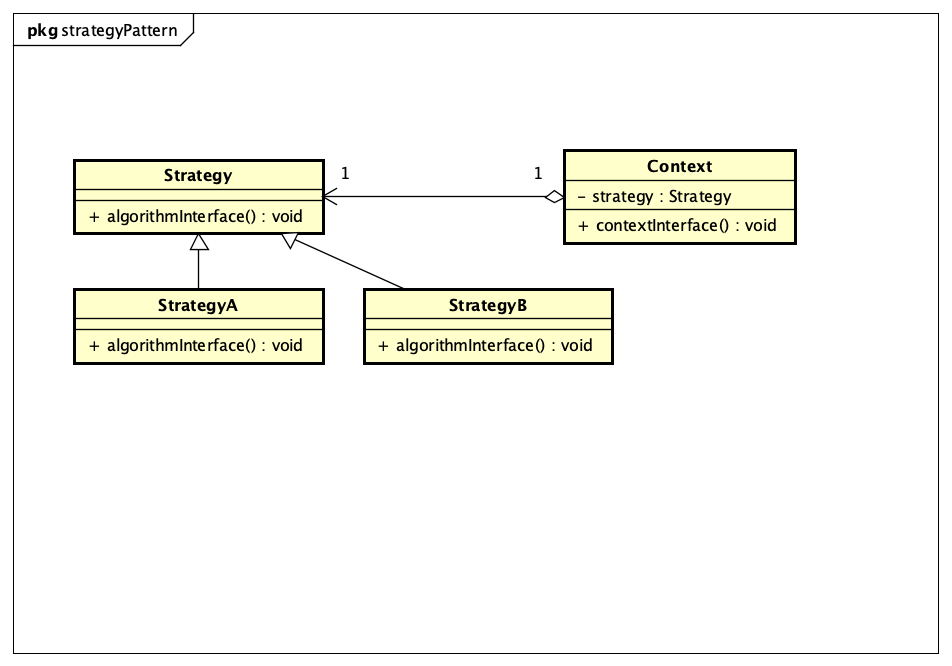 pkg strategyPattern
Strategy
+ algorithmInterface() : void
1
1
Context
- strategy : Strategy
+ contextInterface() : void
StrategyA
+ algorithmInterface() : void
StrategyB
+ algorithmInterface() : void